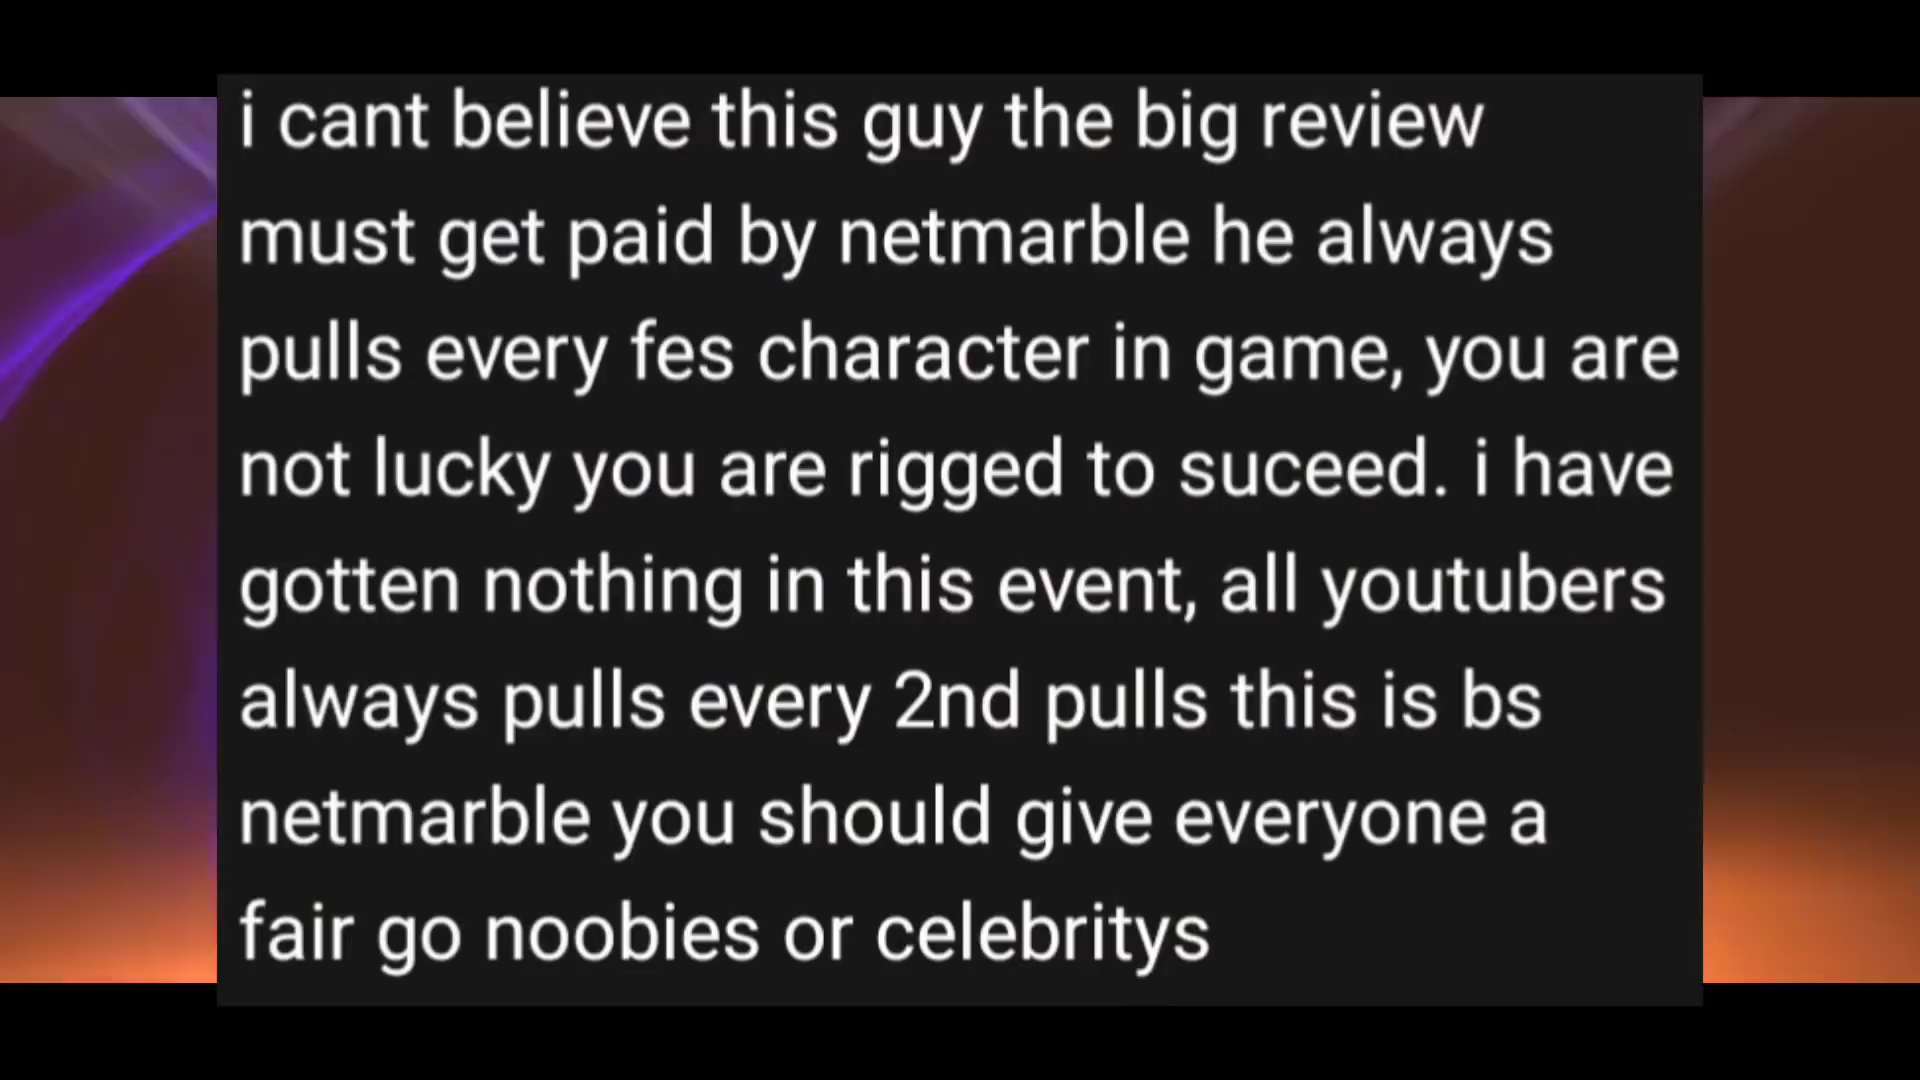 i cant believe this guy the big review
must get paid by netmarble he always
pulls every fes character in game, you are
not lucky you are rigged to suceed. i have
gotten nothing in this event, all youtubers
always pulls every 2nd pulls this is bs
netmarble you should give everyone a
fair go noobies or celebritys